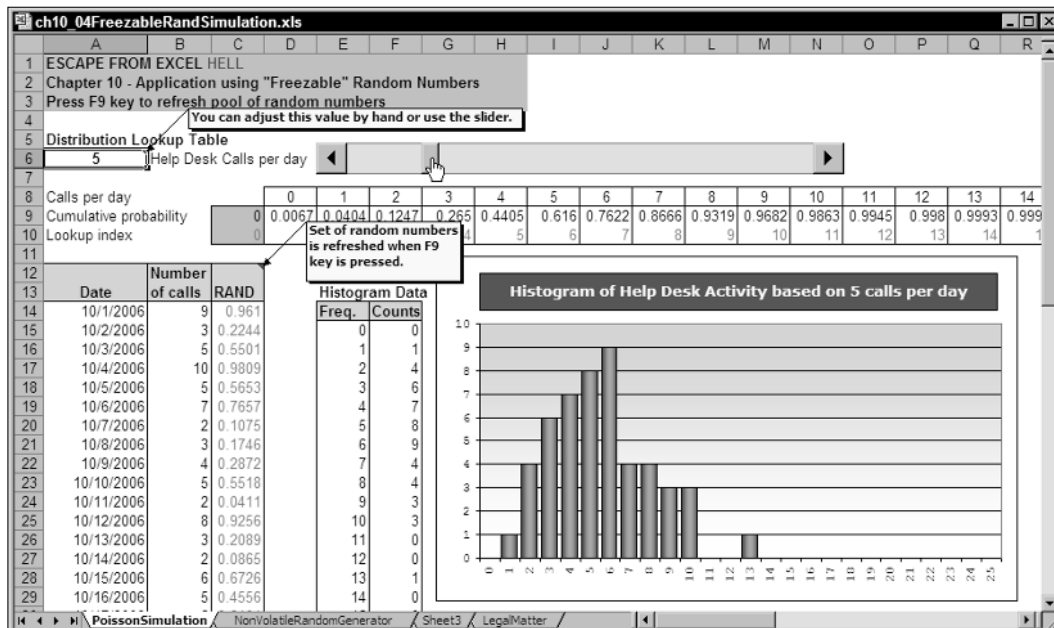 ch10_04FreezableRandSimulation.xls
A B C D E F G H I J K L M N O P Q R
1 ESCAPE FROM EXCEL HELL
2 Chapter 10 - Application using "Freezable" Random Numbers
3 Press F9 key to refresh pool of random numbers
4 You can adjust this value by hand or use the slider.
5 Distribution Lookup Table
6 5 Help Desk Calls per day
7
8 Calls per day 0 1 2 3 4 5 6 7 8 9 10 11 12 13 14
9 Cumulative probability 0 0.0067 0.0404 0.1247 0.265 0.4405 0.616 0.7622 0.8666 0.9319 0.9682 0.9863 0.9945 0.998 0.9993 0.999
10 Lookup index 0 4 5 6 7 8 9 10 11 12 13 14 1
Set of random numbers
is refreshed when F9
key is pressed.
11
12 Number
13 Date of calls RAND Histogram Data
14 10/1/2006 9 0.961 Freq. Counts
15 10/2/2006 3 0.2244 0 0
16 10/3/2006 5 0.5501 1 1
17 10/4/2006 10 0.9809 2 4
18 10/5/2006 5 0.5653 3 6
19 10/6/2006 7 0.7657 4 7
20 10/7/2006 2 0.1075 5 8
21 10/8/2006 3 0.1746 6 9
22 10/9/2006 4 0.2872 7 4
23 10/10/2006 5 0.5518 8 4
24 10/11/2006 2 0.0411 9 3
25 10/12/2006 8 0.9256 10 3
26 10/13/2006 3 0.2089 11 0
27 10/14/2006 2 0.0865 12 0
28 10/15/2006 6 0.6726 13 1
29 10/16/2006 5 0.4556 14 0
Histogram of Help Desk Activity based on 5 calls per day
10
9
8
7
6
5
4
3
2
1
0
0 1 2 3 4 5 6 7 8 9 10 11 12 13 14 15 16 17 18 19 20 21 22 23 24 25
PoissonSimulation NonVolatileRandomGenerator Sheet3 LegalMatter